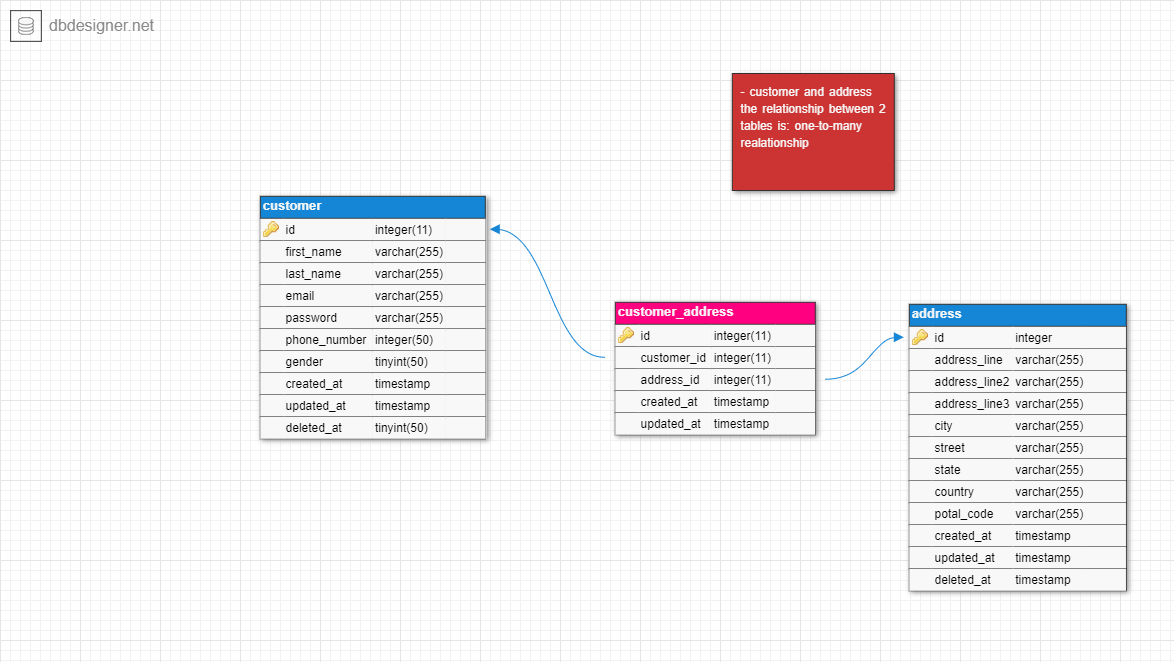 dbdesigner.net
- customer and address
the relationship between 2
tables is: one-to-many
realationship
customer
id integer(11)
first_name varchar(255)
last_name varchar(255)
email varchar(255)
password varchar(255)
phone_number integer(50)
gender tinyint(50)
created_at timestamp
updated_at timestamp
deleted_at tinyint(50)
customer_address
id integer(11)
customer_id integer(11)
address_id integer(11)
created_at timestamp
updated_at timestamp
address
id integer
address_line varchar(255)
address_line2 varchar(255)
address_line3 varchar(255)
city varchar(255)
street varchar(255)
state varchar(255)
country varchar(255)
potal_code varchar(255)
created_at timestamp
updated_at timestamp
deleted_at timestamp